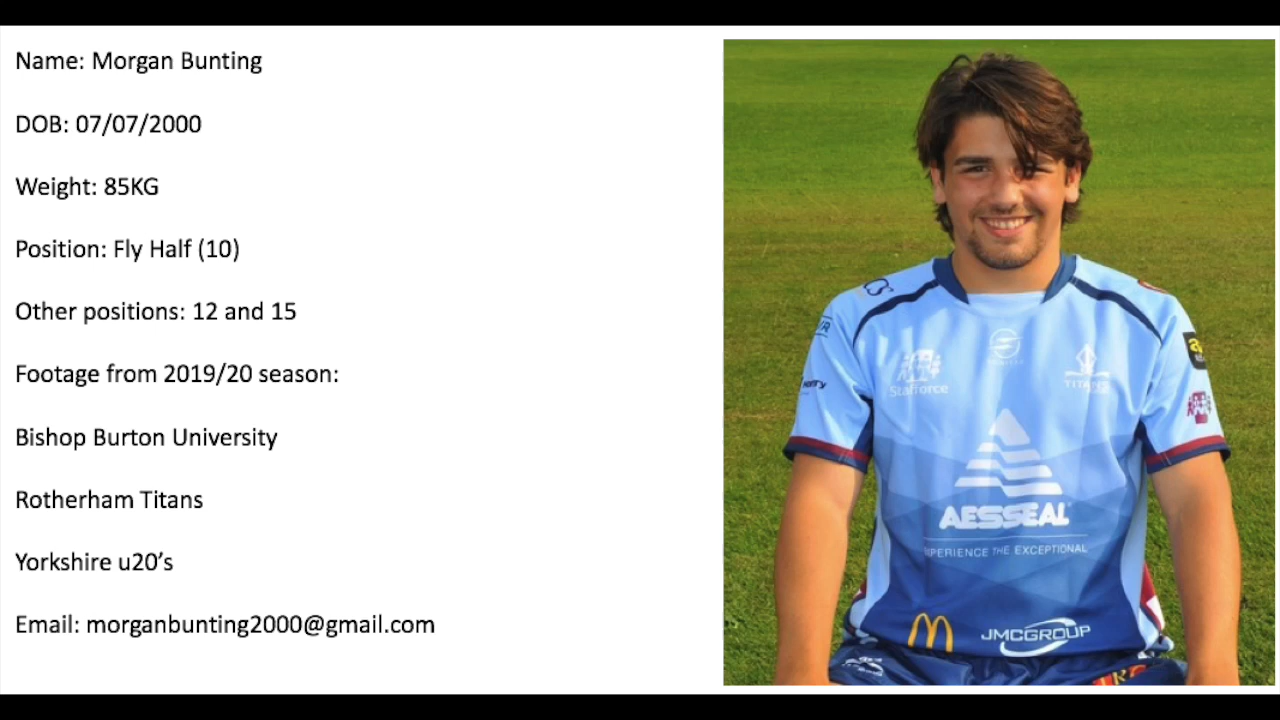 Name: Morgan Bunting
DOB: 07/07/2000
Weight: 85KG
Position: Fly Half (10)
Other positions: 12 and 15
Footage from 2019/20 season:
Bishop Burton University
Rotherham Titans
Yorkshire u20’s
Email: morganbunting2000@gmail.com
Stafforce
TITANS
AESSEAL
EXPERIENCE THE EXCEPTIONAL
JMCGROUP